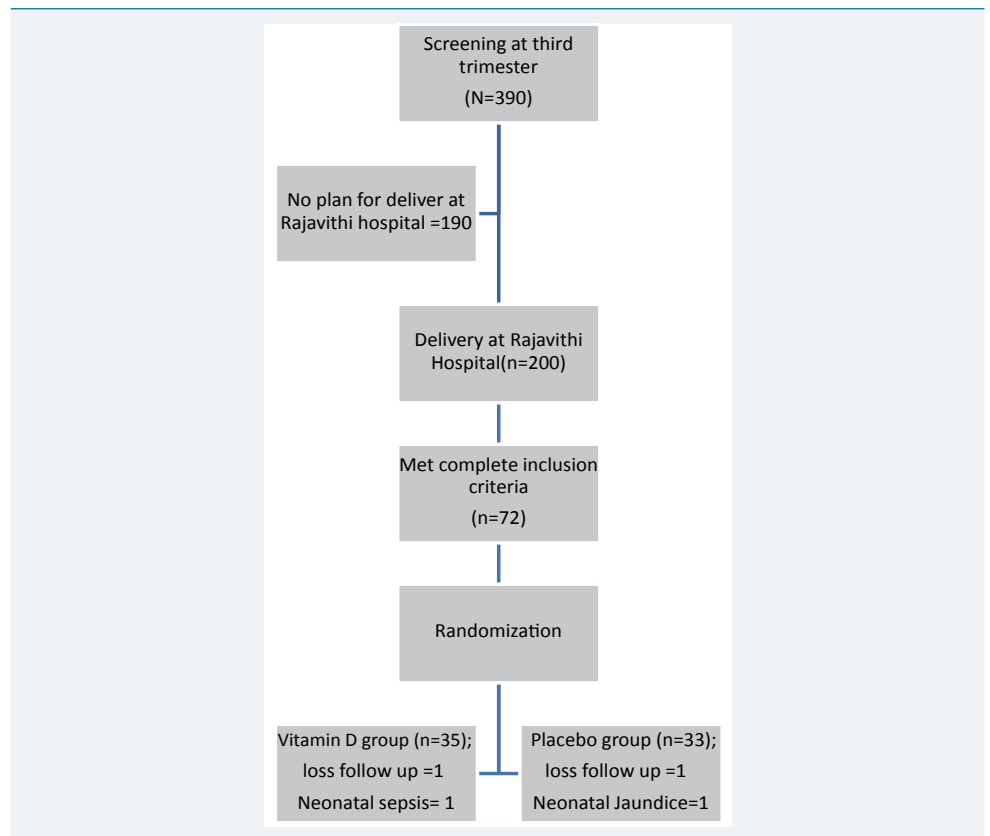 Screening at third
trimester
(N=390)
No plan for deliver at
Rajavithi hospital =190
Delivery at Rajavithi
Hospital(n=200)
Met complete inclusion
criteria
(n=72)
Randomization
Vitamin D group (n=35);
loss follow up =1
Neonatal sepsis= 1
Placebo group (n=33);
loss follow up =1
Neonatal Jaundice=1